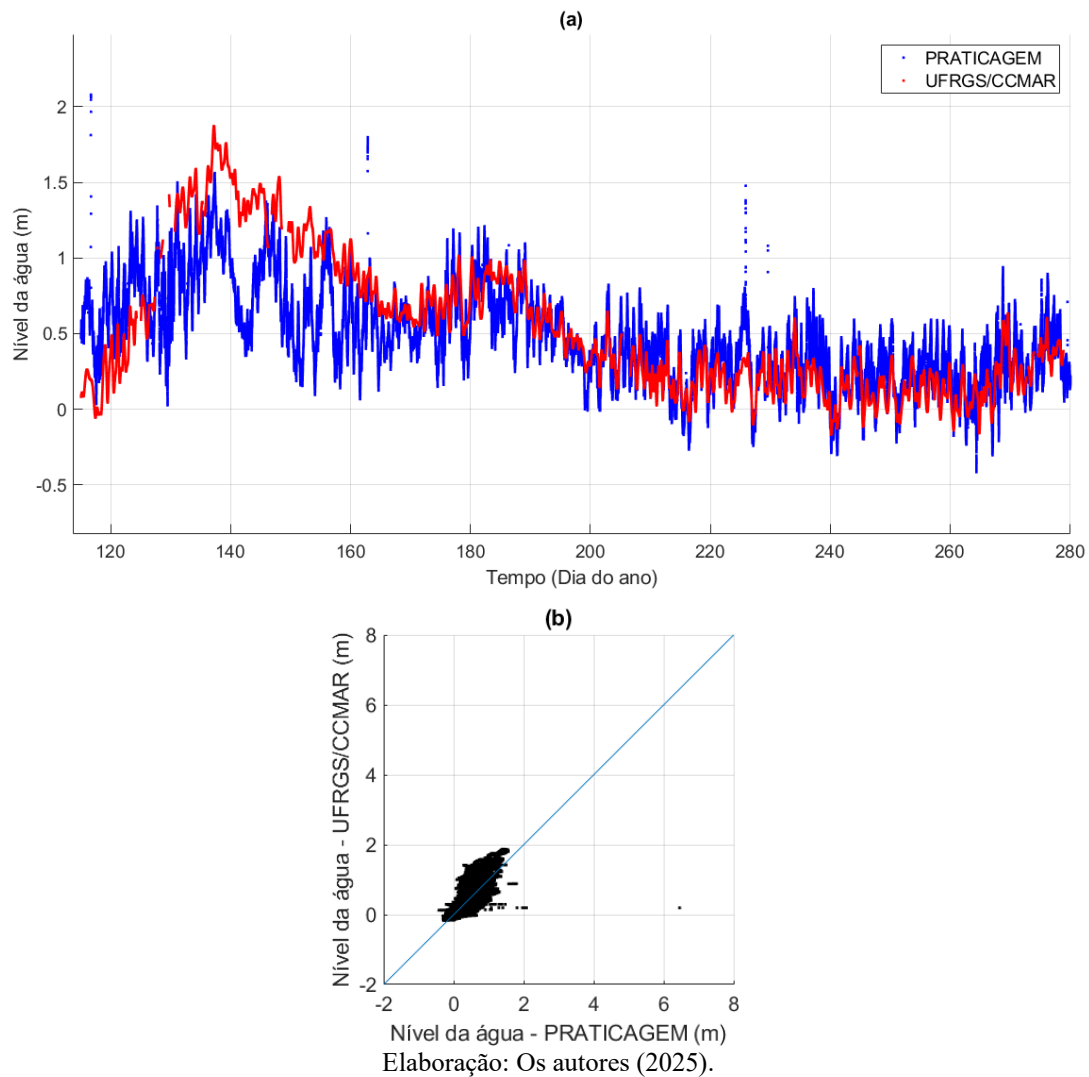 (a)
PRATICAGEM
UFRGS/CCMAR
Nível da água (m)
2
1.5
1
0.5
0
-0.5
120 140 160 180 200 220 240 260 280
Tempo (Dia do ano)
(b)
Nível da água - UFRGS/CCMAR (m)
8
6
4
2
0
-2
-2 0 2 4 6 8
Nível da água - PRATICAGEM (m)
Elaboração: Os autores (2025).